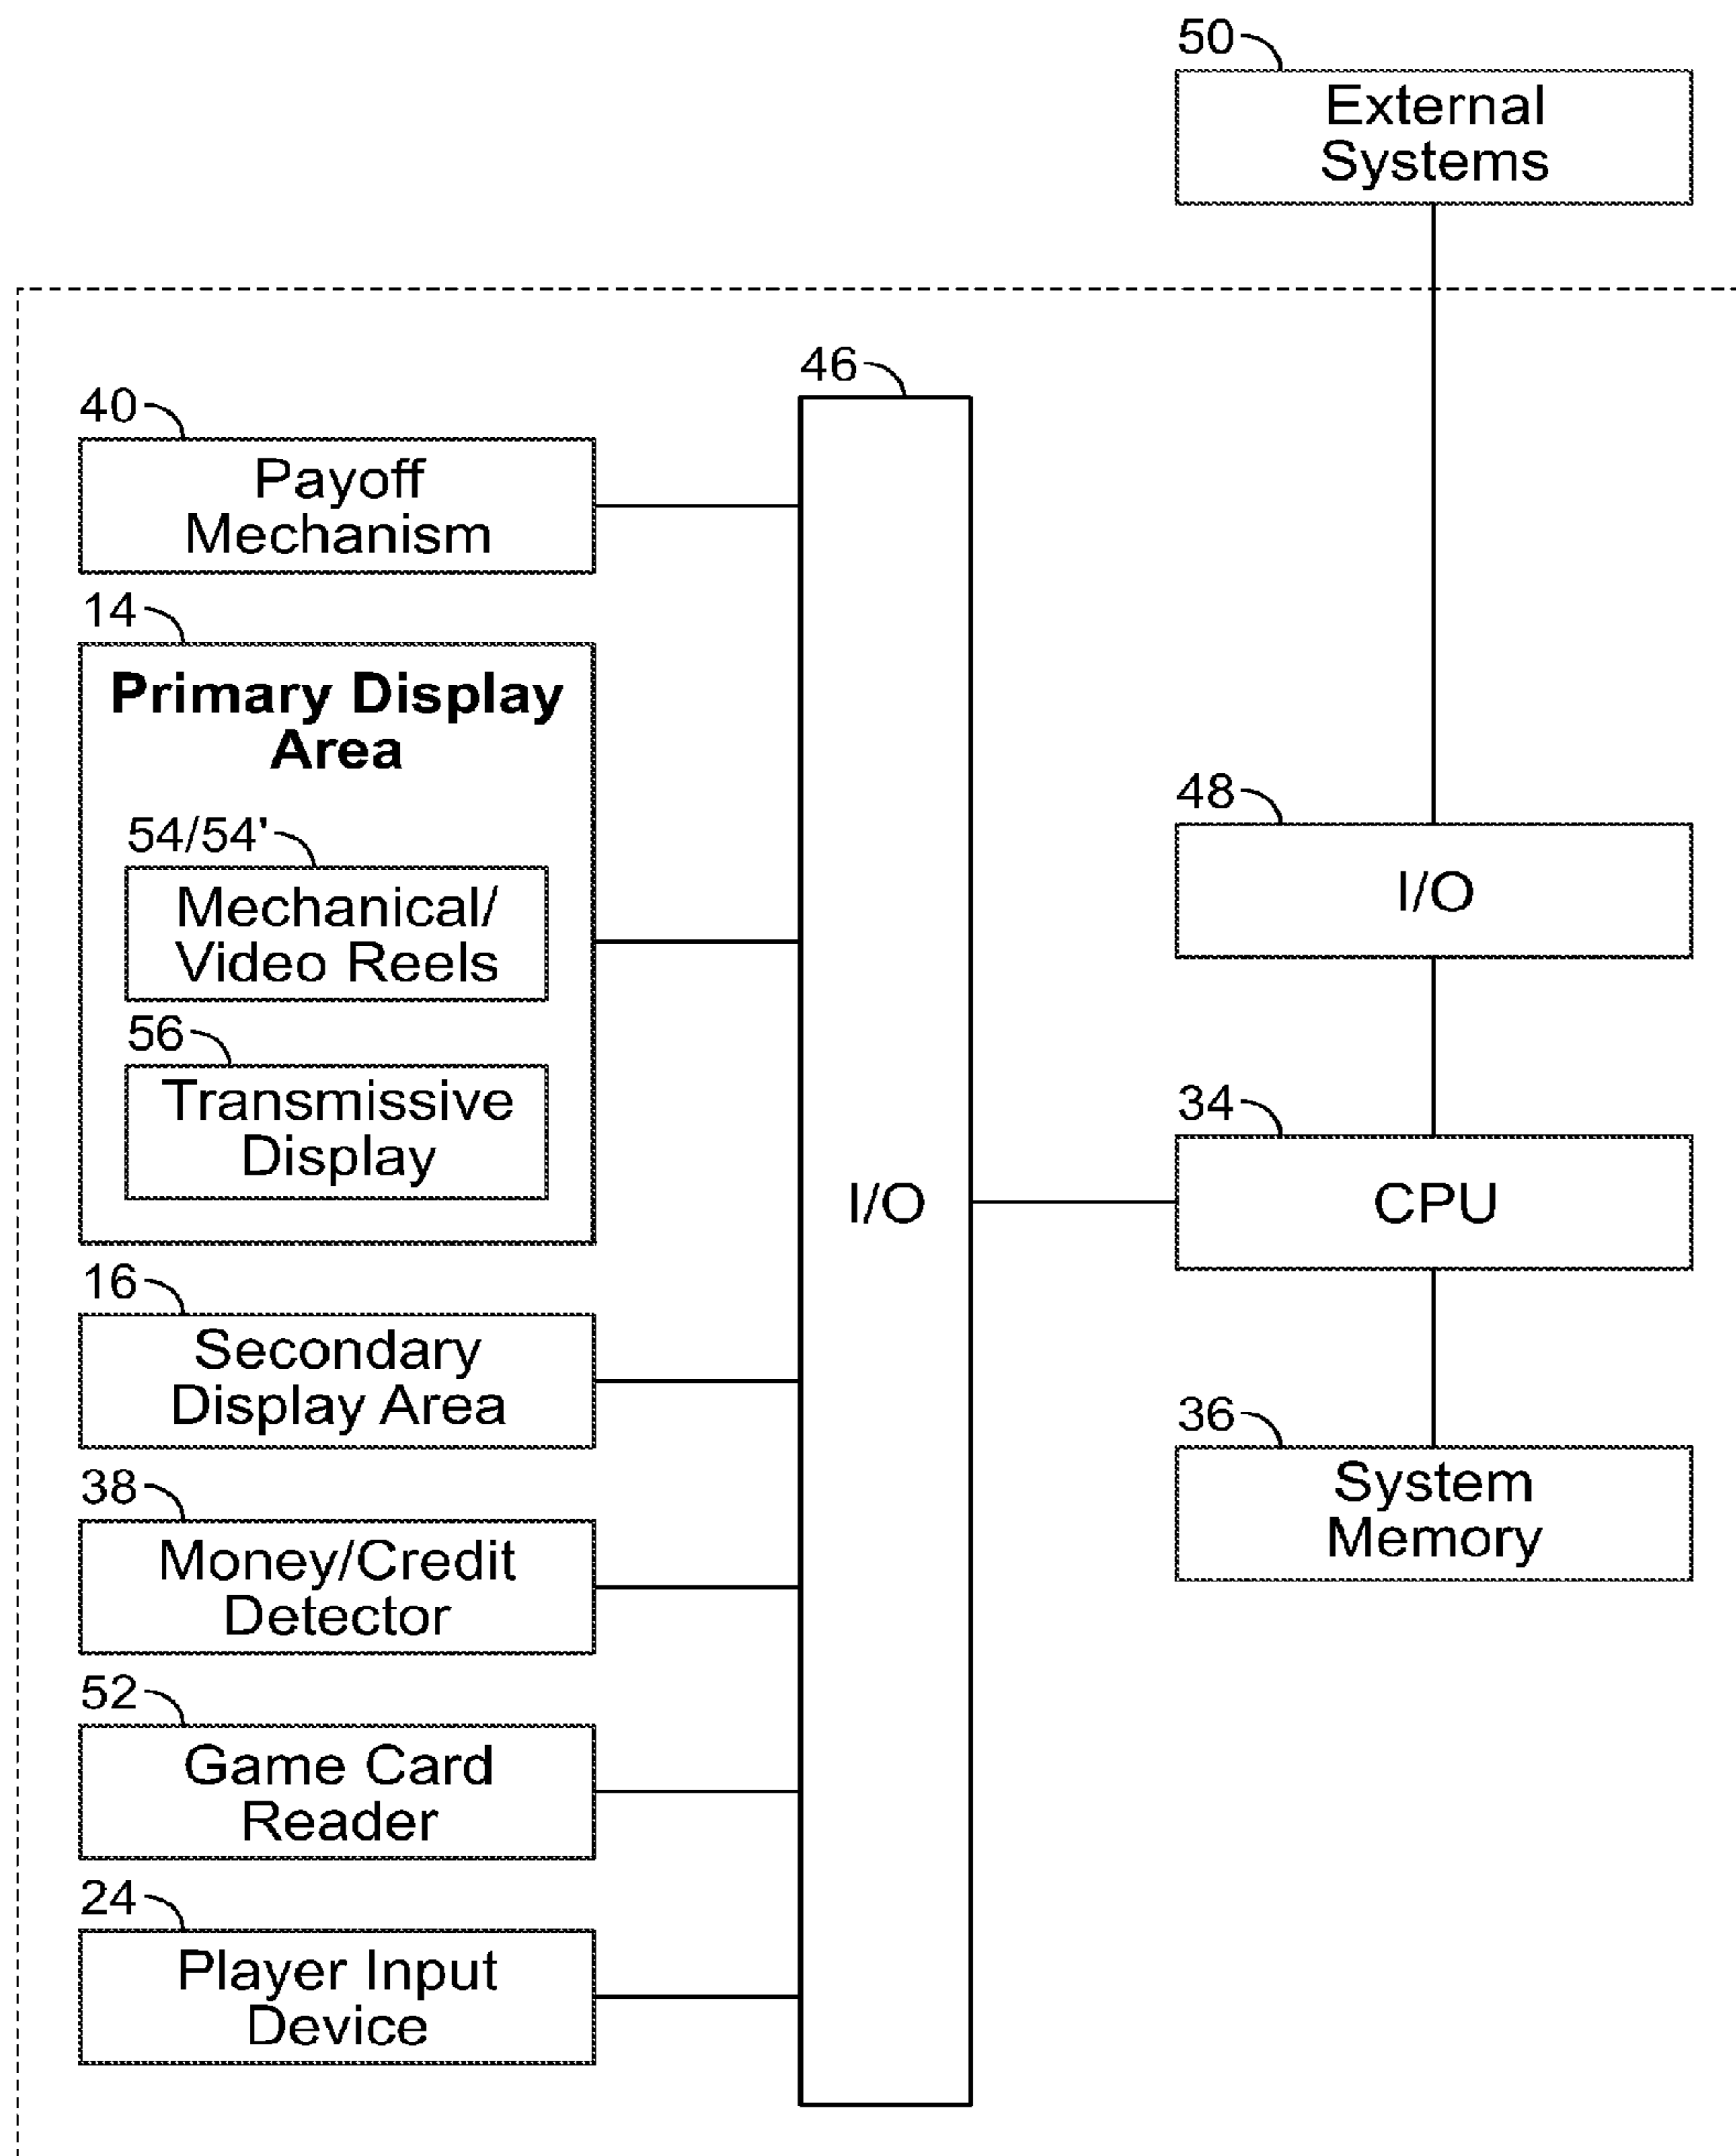 50
External
Systems
46
40
Payoff
Mechanism
14
Primary Display
Area
54/54'
Mechanical/
Video Reels
56
Transmissive
Display
16
Secondary
Display Area
38
Money/Credit
Detector
52
Game Card
Reader
24
Player Input
Device
I/O
48
I/O
34
CPU
36
System
Memory